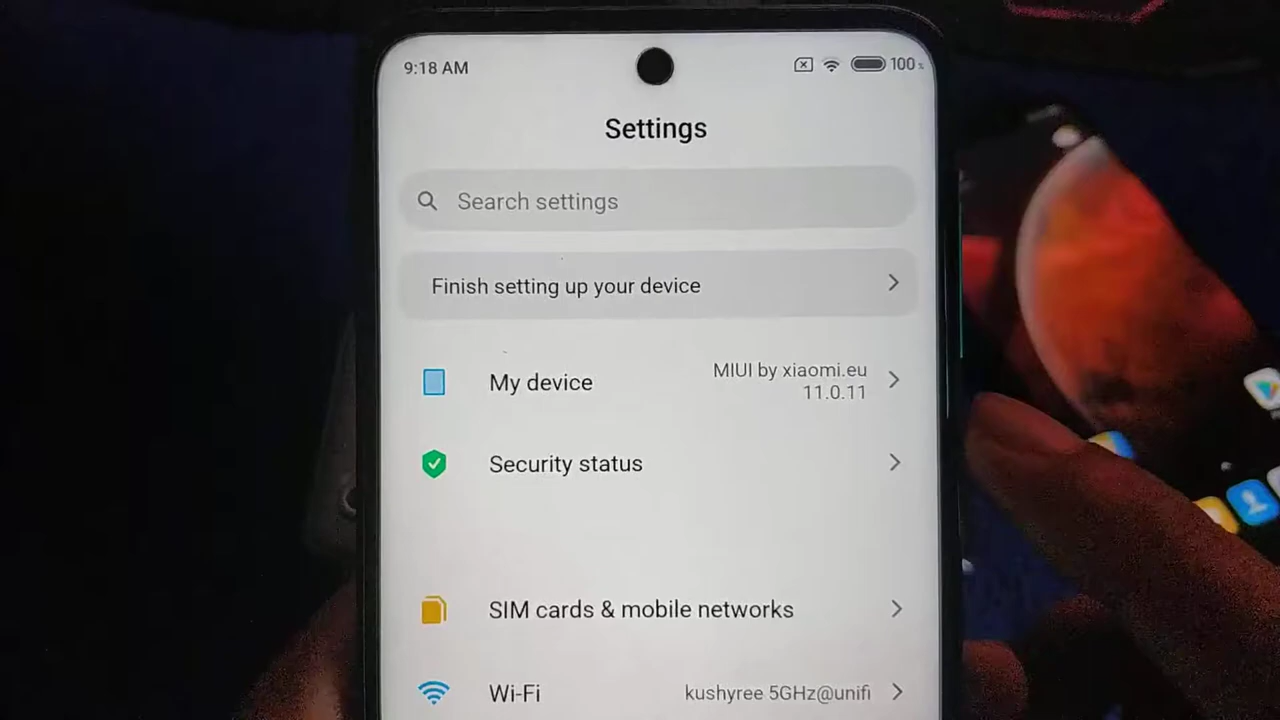 9:18 AM
100
Settings
Search settings
Finish setting up your device
My device
MIUI by xiaomi.eu
11.0.11
Security status
SIM cards & mobile networks
Wi-Fi
kushyree 5GHz@unifi